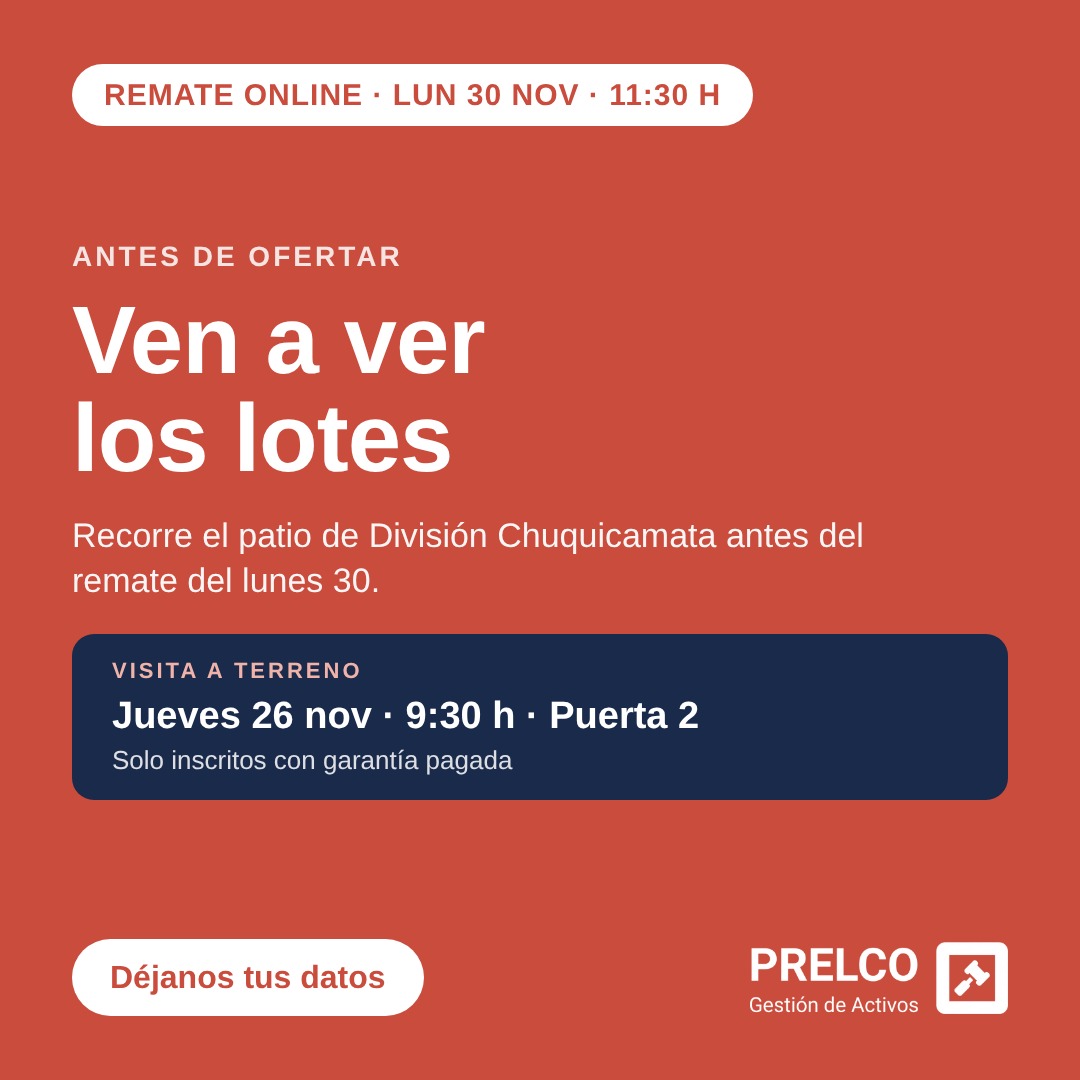 REMATE ONLINE · LUN 30 NOV · 11:30 H
ANTES DE OFERTAR
Ven a ver
los lotes
Recorre el patio de División Chuquicamata antes del
remate del lunes 30.
VISITA A TERRENO
Jueves 26 nov · 9:30 h · Puerta 2
Solo inscritos con garantía pagada
Déjanos tus datos
PRELCO
Gestión de Activos